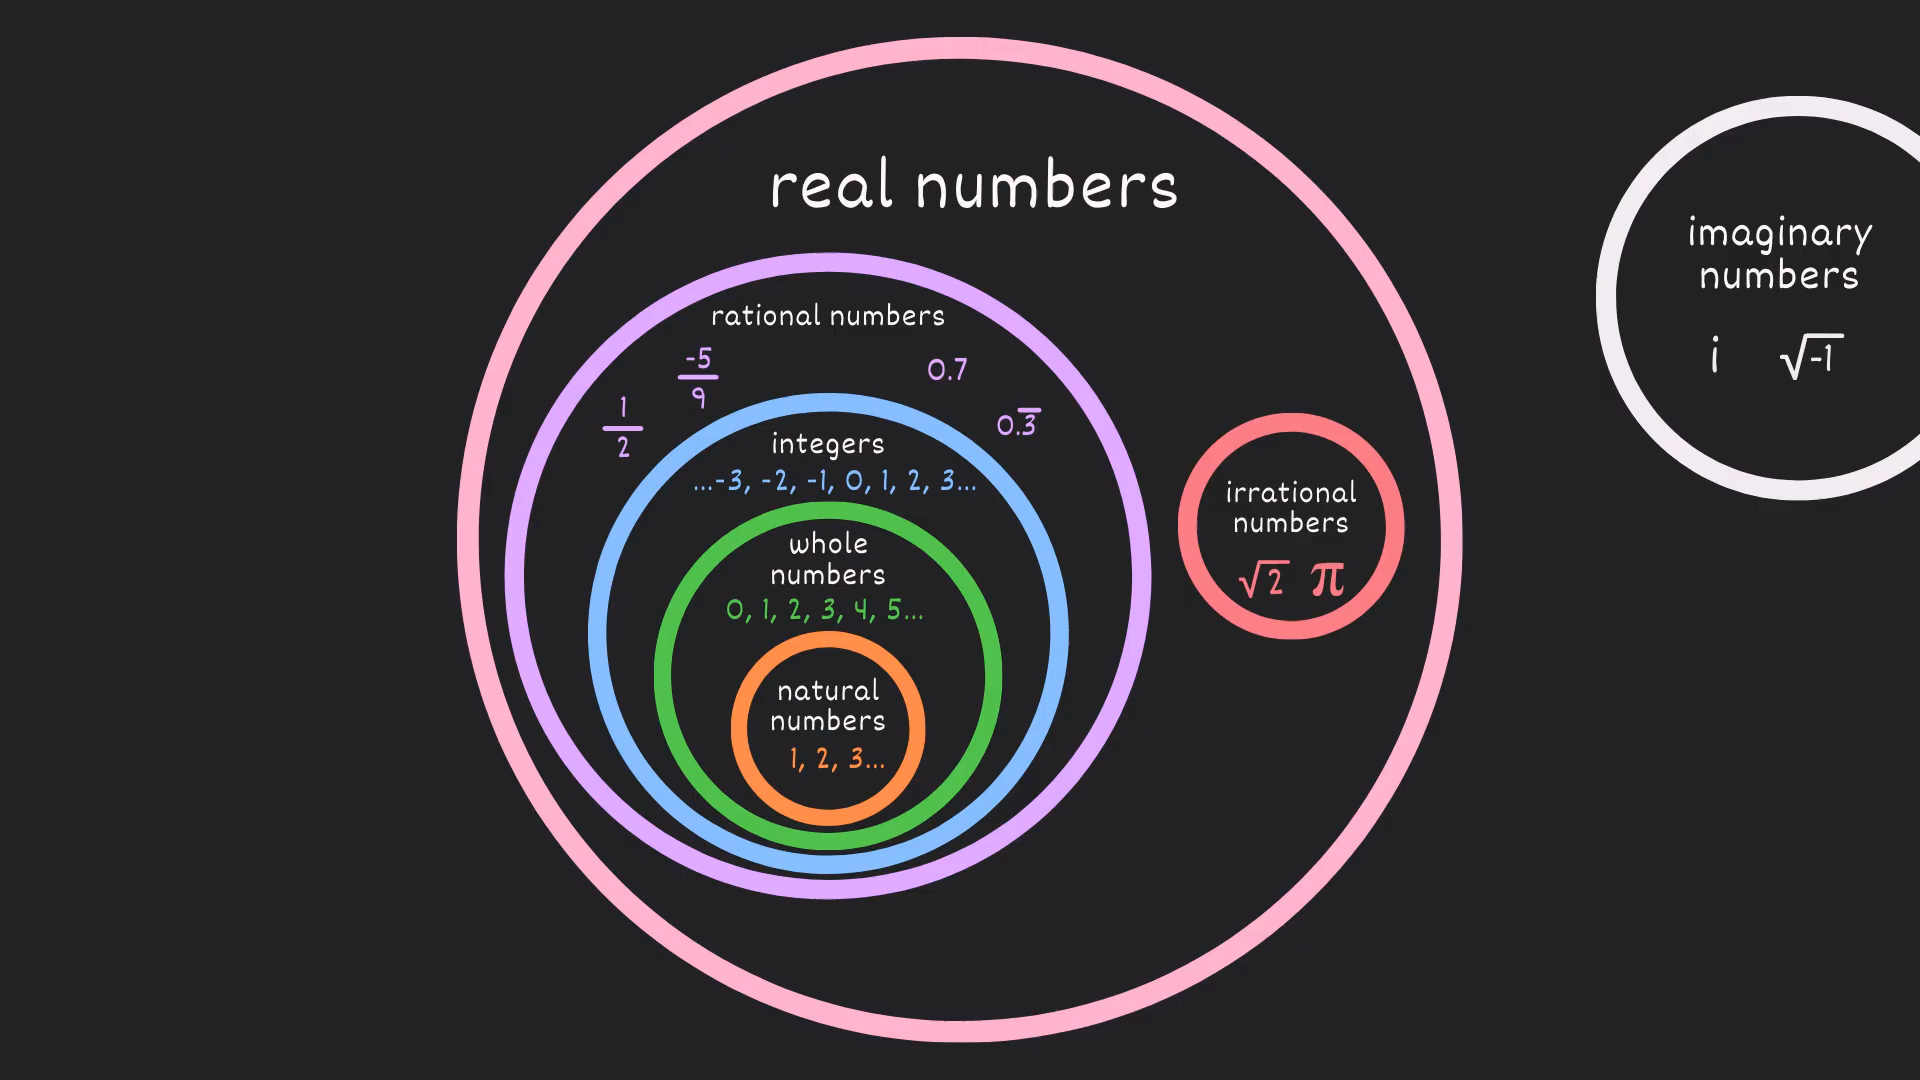 real numbers
rational numbers
-5/9
1/2
0.7
0.3̅
integers
...-3, -2, -1, 0, 1, 2, 3...
whole
numbers
0, 1, 2, 3, 4, 5...
natural
numbers
1, 2, 3...
irrational
numbers
√2 π
imaginary
numbers
i √-1